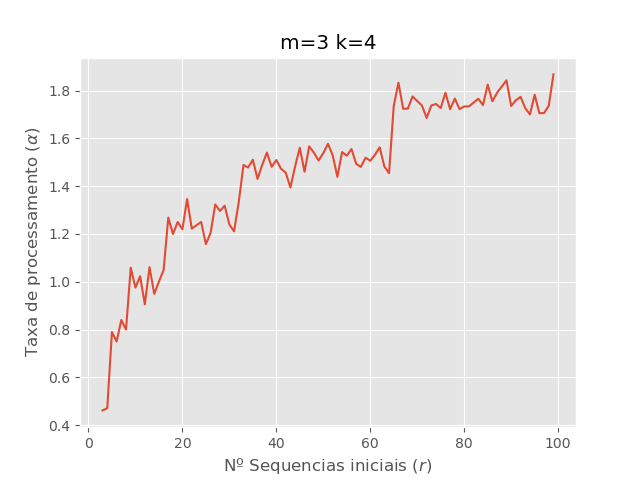 m=3 k=4
Taxa de processamento (α)
1.8
1.6
1.4
1.2
1.0
0.8
0.6
0.4
0 20 40 60 80 100
Nº Sequencias iniciais (r)